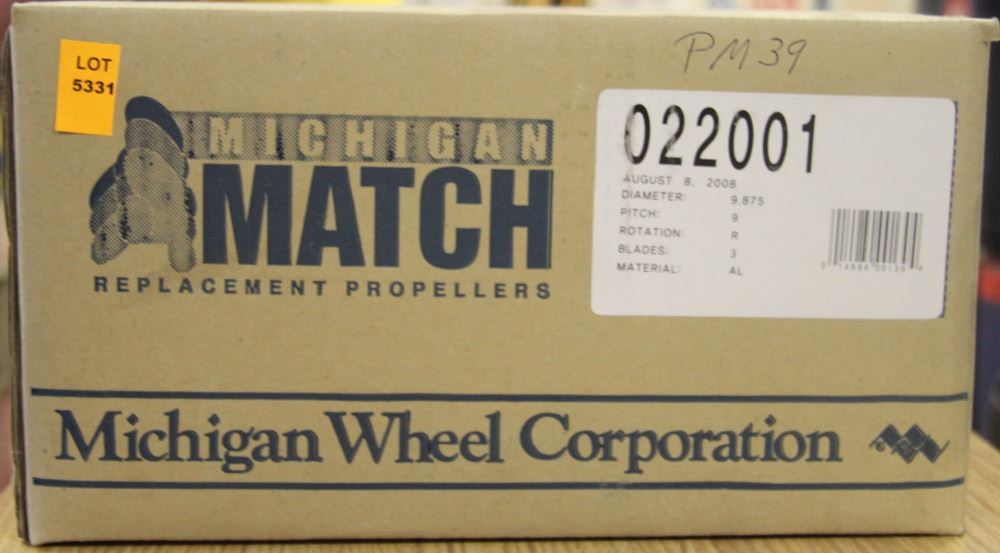 PM39
LOT
5331
MICHIGAN
MATCH
REPLACEMENT PROPELLERS
022001
AUGUST 8, 2008
DIAMETER: 9.875
PITCH: 9
ROTATION: R
BLADES: 3
MATERIAL: AL
Michigan Wheel Corporation